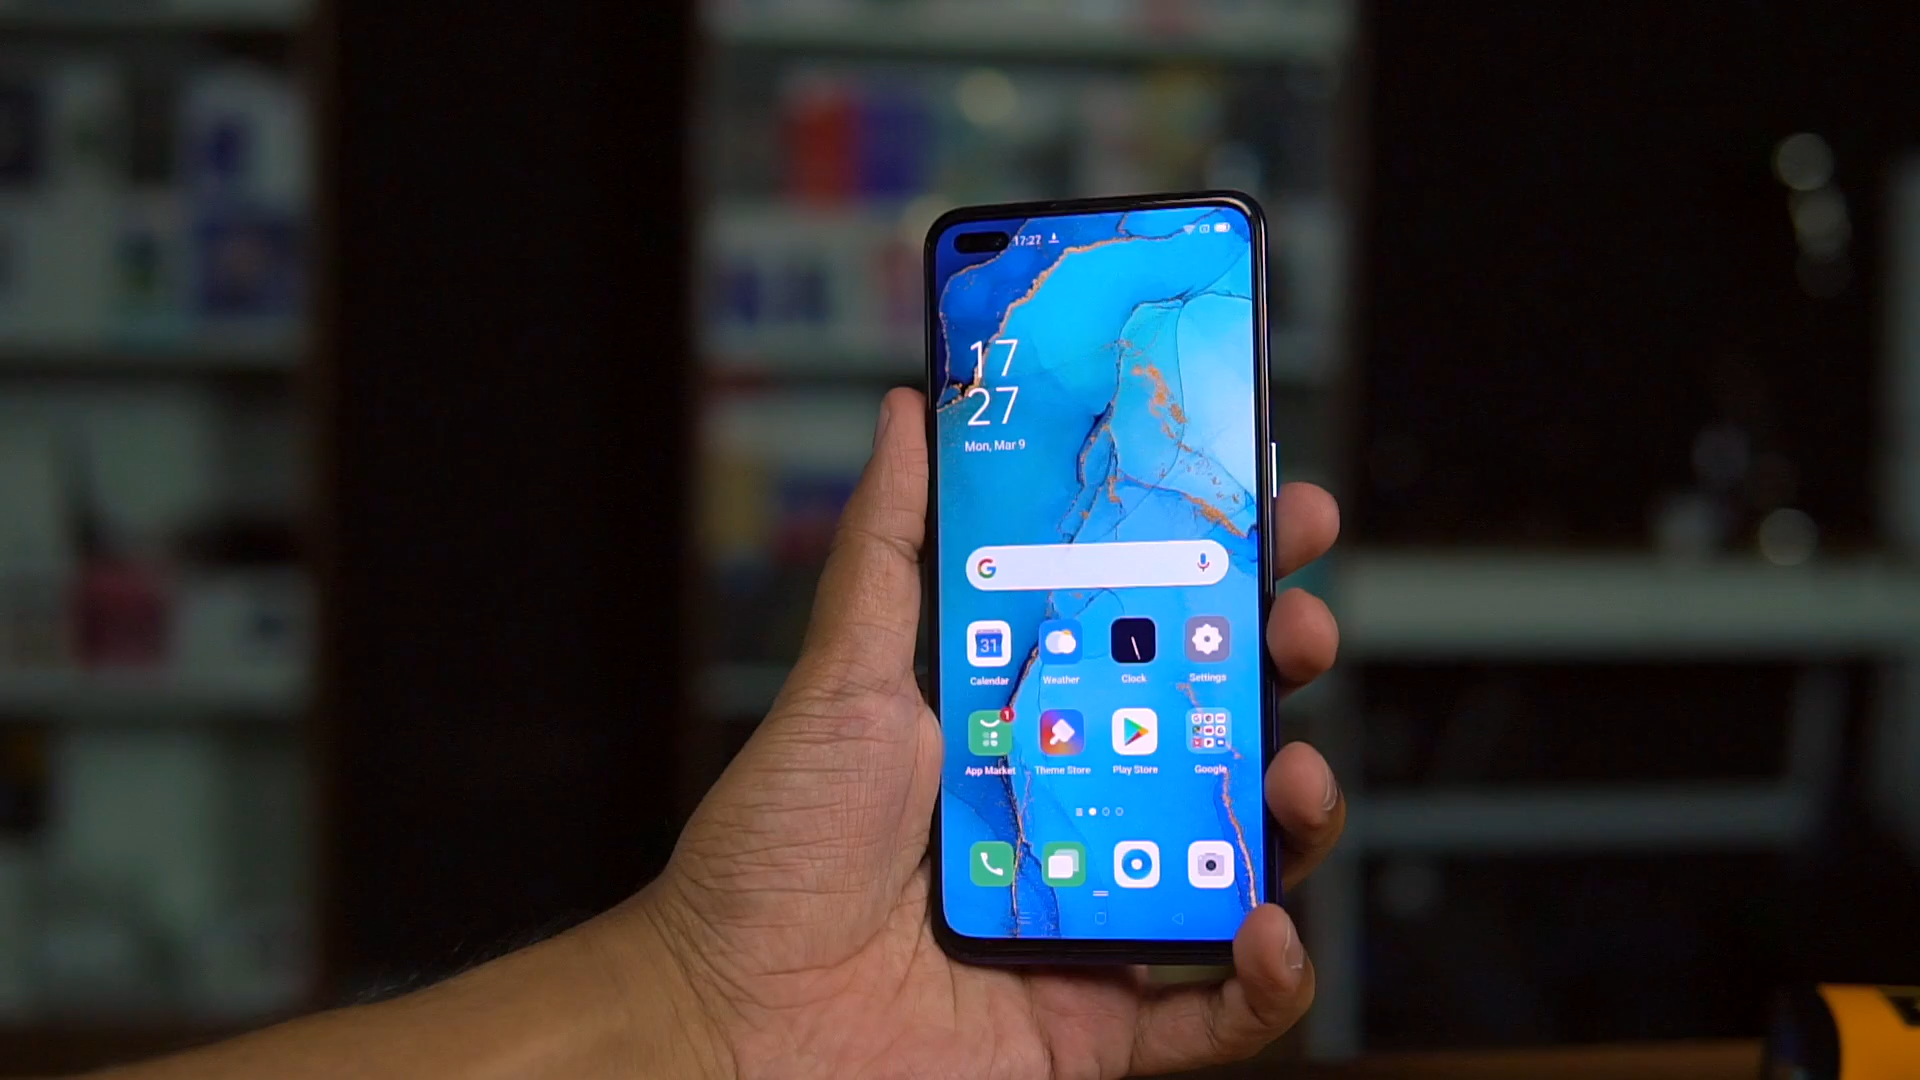 17:27
17
27
Mon, Mar 9
G
31
Calendar Weather Clock Settings
1
App Market Theme Store Play Store Google